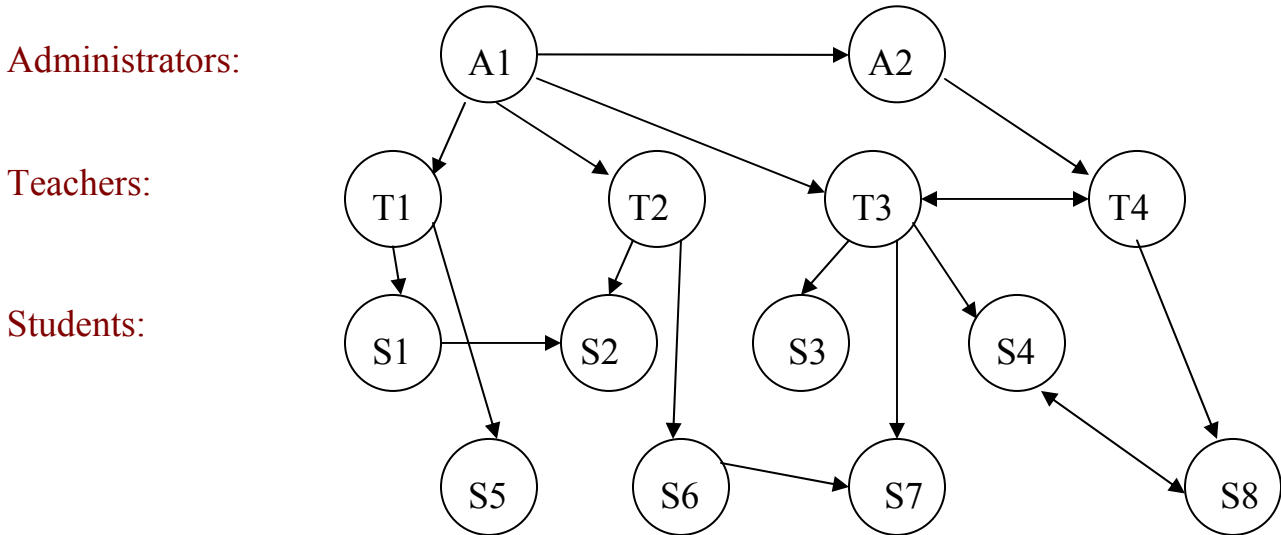 Administrators: A1 A2
Teachers: T1 T2 T3 T4
Students: S1 S2 S3 S4
S5 S6 S7 S8